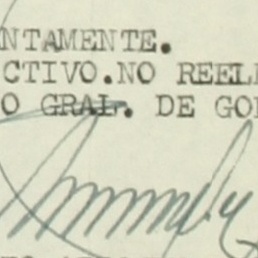 NTAMENTE.
CTIVO.NO REEL
O GRAL. DE GO